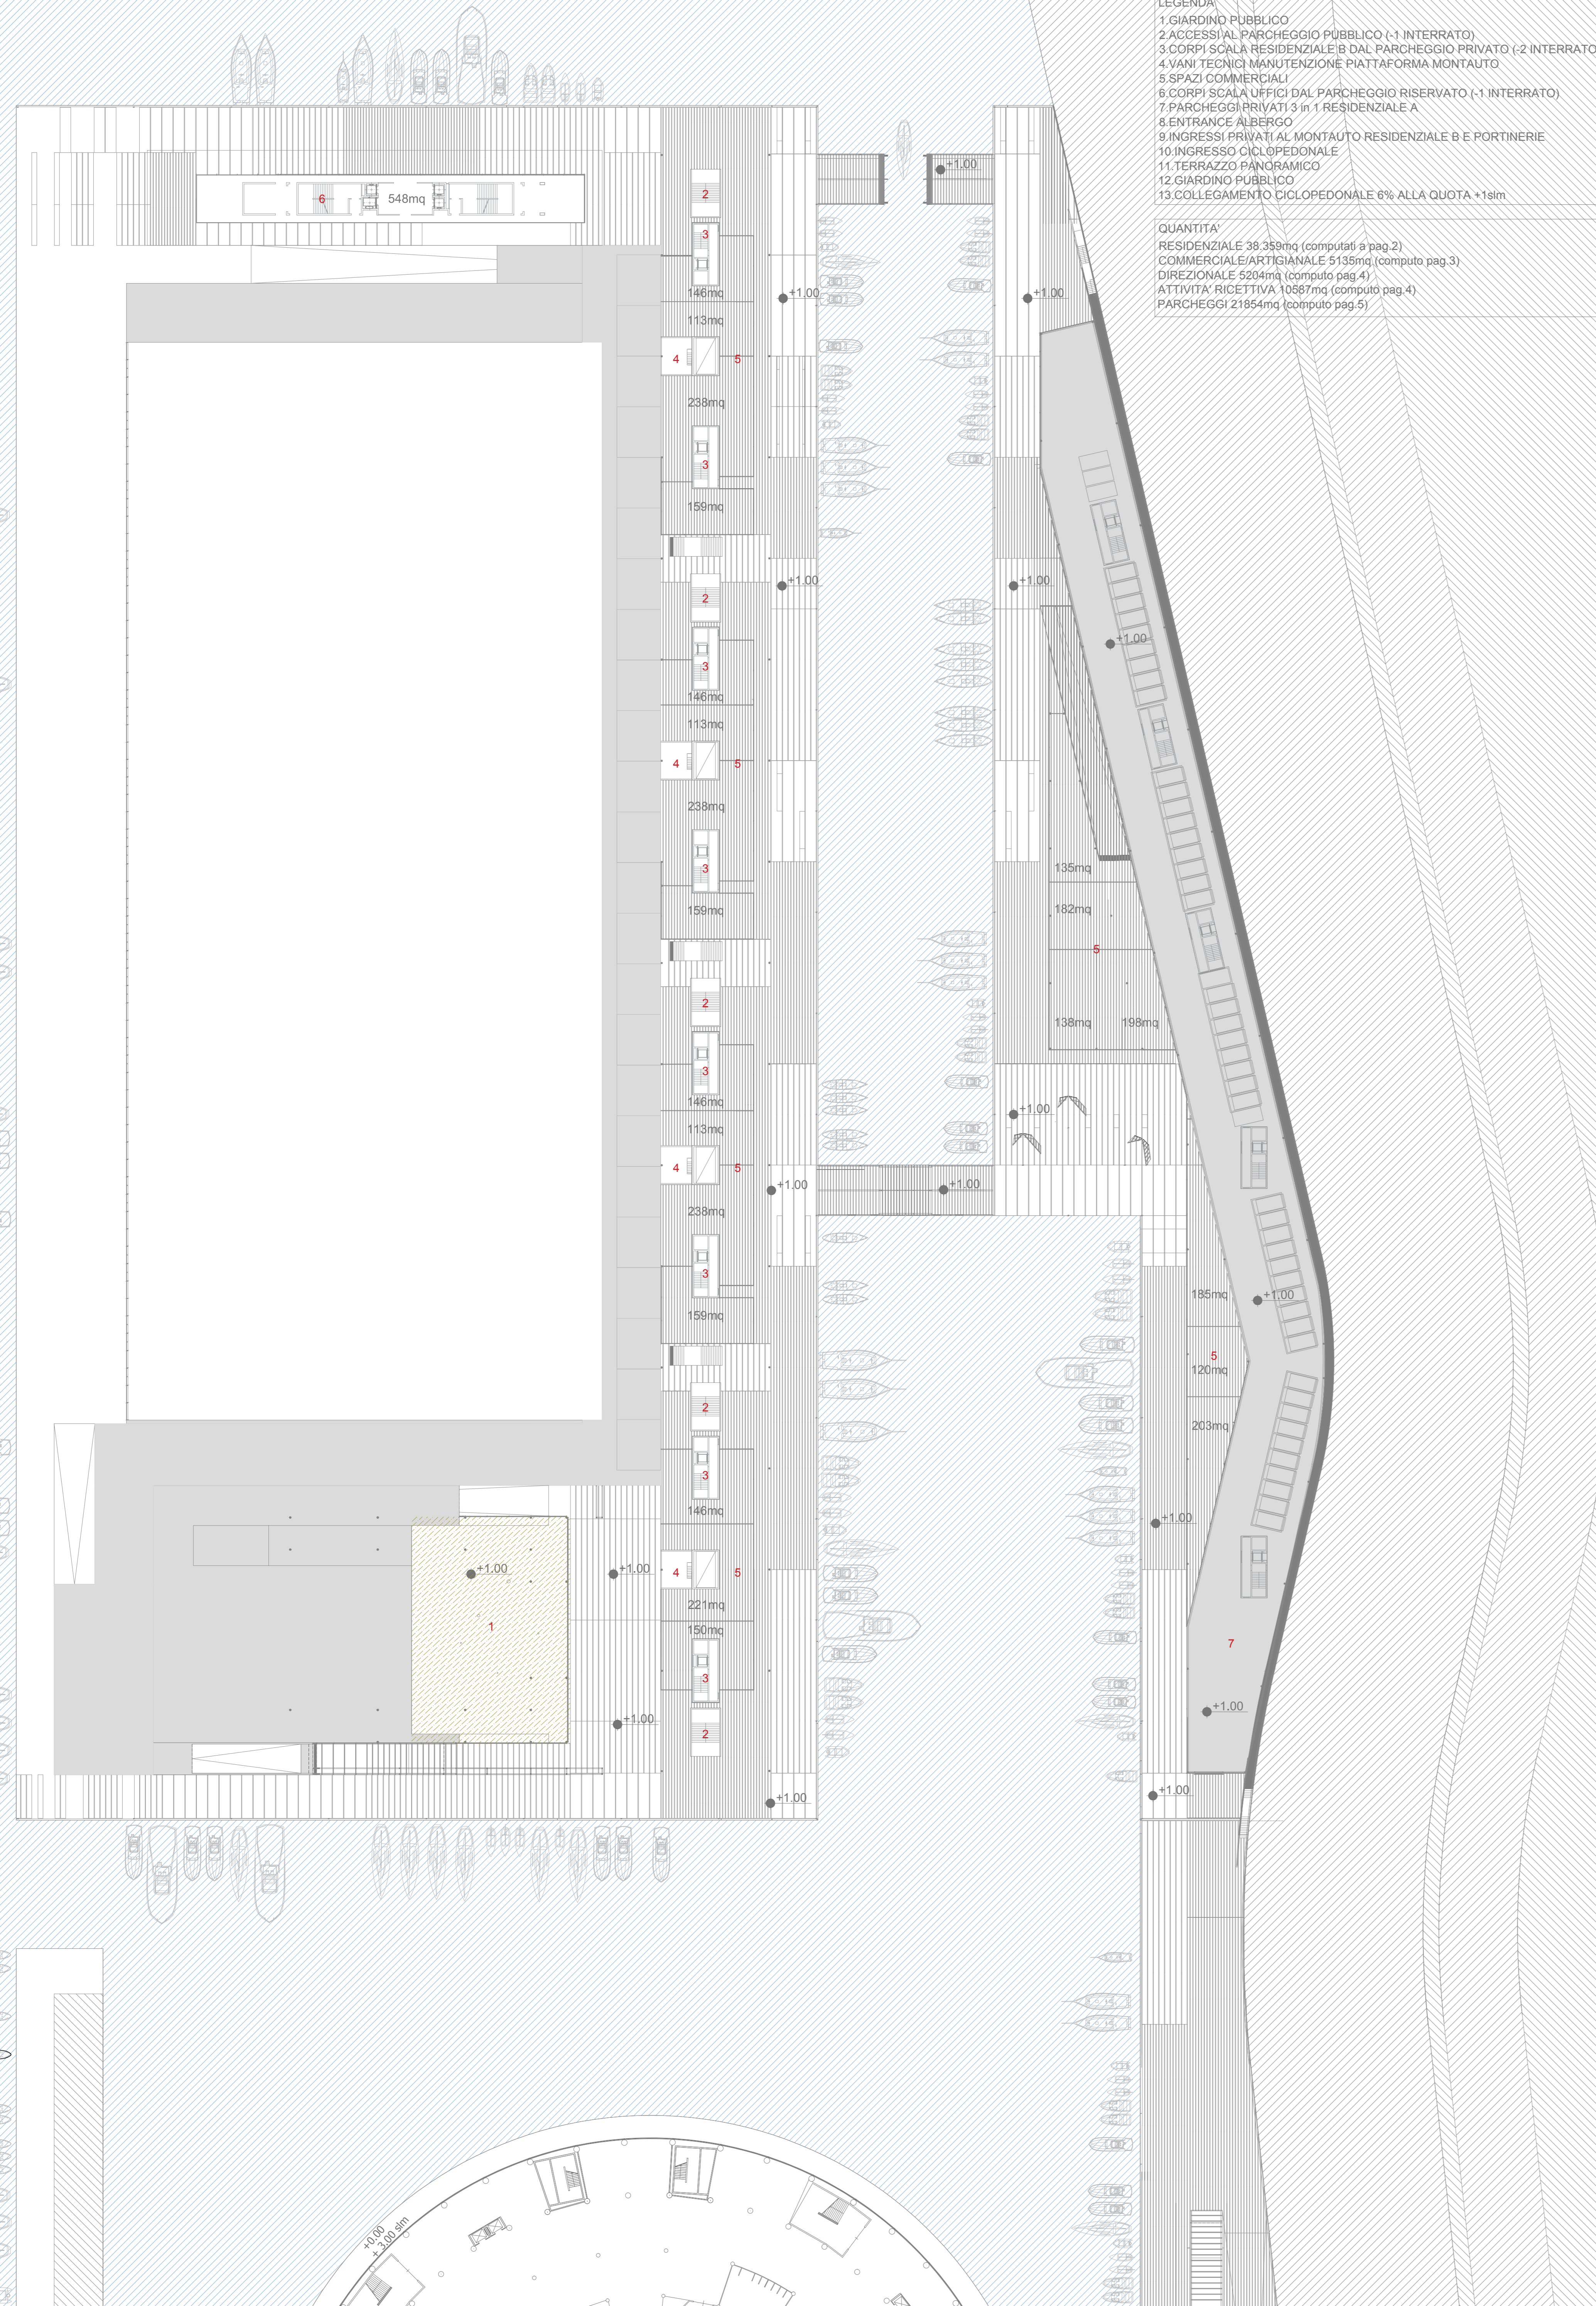 LEGENDA
1.GIARDINO PUBBLICO
2.ACCESSI AL PARCHEGGIO PUBBLICO (-1 INTERRATO)
3.CORPI SCALA RESIDENZIALE B DAL PARCHEGGIO PRIVATO (-2 INTERRATO
4.VANI TECNICI MANUTENZIONE PIATTAFORMA MONTAUTO
5.SPAZI COMMERCIALI
6.CORPI SCALA UFFICI DAL PARCHEGGIO RISERVATO (-1 INTERRATO)
7.PARCHEGGI PRIVATI 3 in 1 RESIDENZIALE A
8.ENTRANCE ALBERGO
9.INGRESSI PRIVATI AL MONTAUTO RESIDENZIALE B E PORTINERIE
10.INGRESSO CICLOPEDONALE
11.TERRAZZO PANORAMICO
12.GIARDINO PUBBLICO
13.COLLEGAMENTO CICLOPEDONALE 6% ALLA QUOTA +1slm
QUANTITA'
RESIDENZIALE 38.359mq (computati a pag.2)
COMMERCIALE/ARTIGIANALE 5135mq (computo pag.3)
DIREZIONALE 5204mq (computo pag.4)
ATTIVITA' RICETTIVA 10587mq (computo pag.4)
PARCHEGGI 21854mq (computo pag.5)
+1.00
6
548mq
2
3
146mq
+1.00
+1.00
113mq
4
5
238mq
3
159mq
+1.00
+1.00
2
+1.00
3
146mq
113mq
4
5
238mq
3
135mq
159mq
182mq
5
2
138mq
198mq
3
146mq
+1.00
113mq
4
5
+1.00
+1.00
238mq
3
185mq
+1.00
159mq
5
120mq
2
203mq
3
146mq
+1.00
+1.00
+1.00
4
5
221mq
1
150mq
7
3
+1.00
+1.00
2
+1.00
+1.00
+0.00
+ 3.00 slm